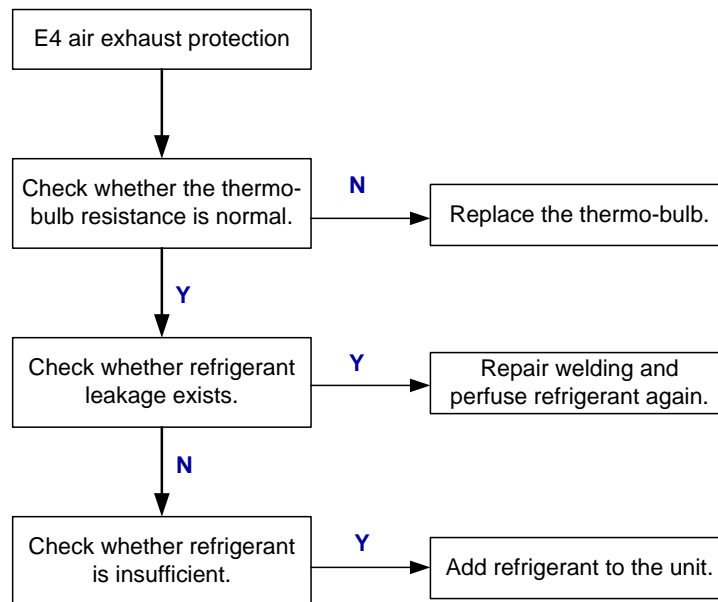 E4 air exhaust protection
Check whether the thermo-
bulb resistance is normal.
N
Replace the thermo-bulb.
Y
Check whether refrigerant
leakage exists.
Y
Repair welding and
perfuse refrigerant again.
N
Check whether refrigerant
is insufficient.
Y
Add refrigerant to the unit.